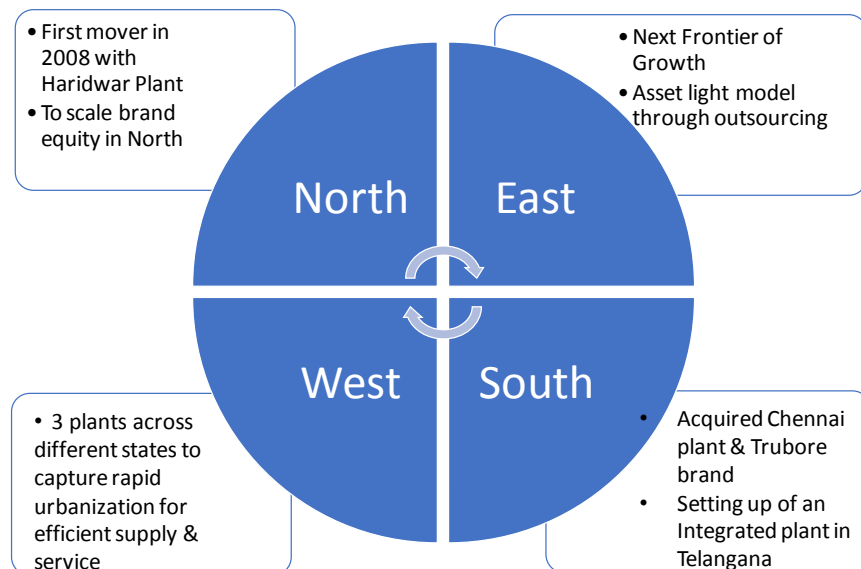 • First mover in
2008 with
Haridwar Plant
• To scale brand
equity in North
• Next Frontier of
Growth
• Asset light model
through outsourcing
North
East
West
South
• 3 plants across
different states to
capture rapid
urbanization for
efficient supply &
service
• Acquired Chennai
plant & Trubore
brand
• Setting up of an
Integrated plant in
Telangana